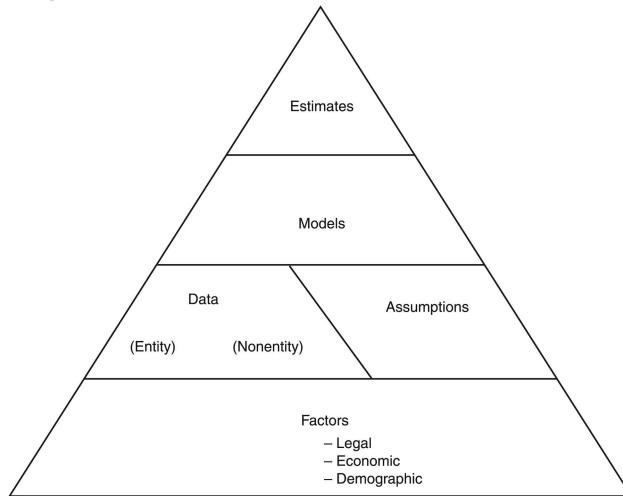 Estimates
Models
Data
Assumptions
(Entity) (Nonentity)
Factors
– Legal
– Economic
– Demographic